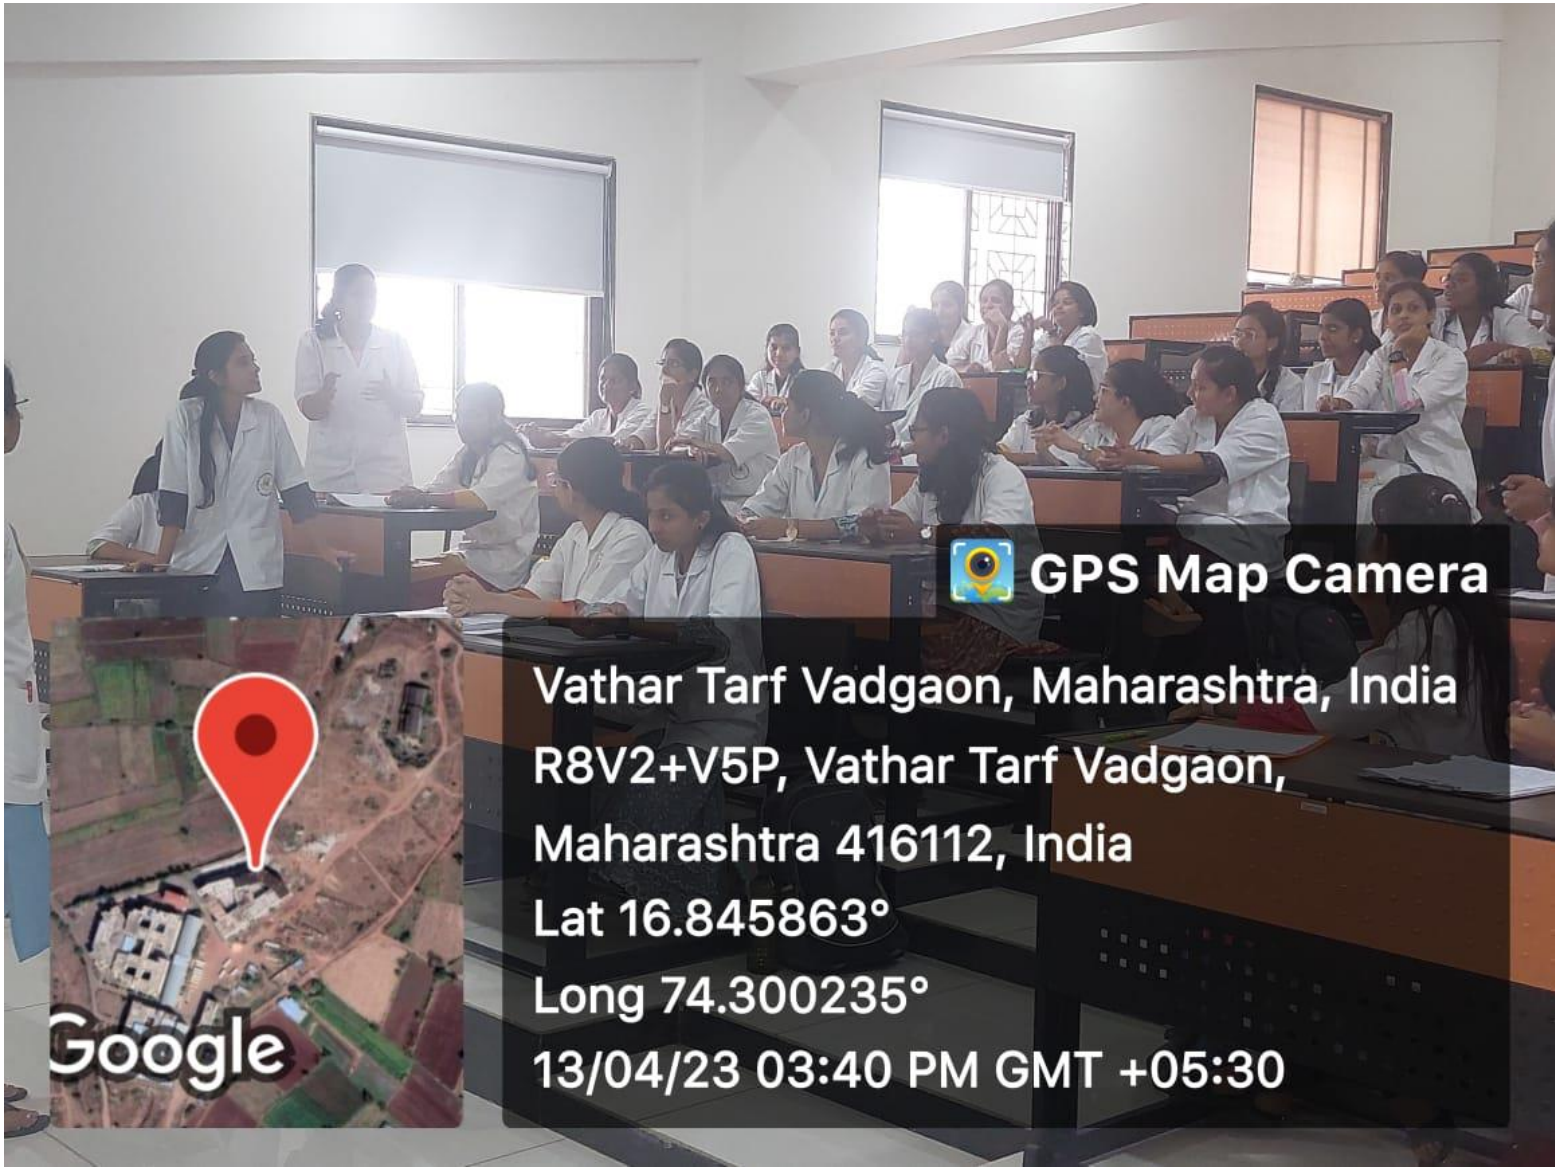 GPS Map Camera
Vathar Tarf Vadgaon, Maharashtra, India
R8V2+V5P, Vathar Tarf Vadgaon,
Maharashtra 416112, India
Lat 16.845863°
Long 74.300235°
13/04/23 03:40 PM GMT +05:30
Google